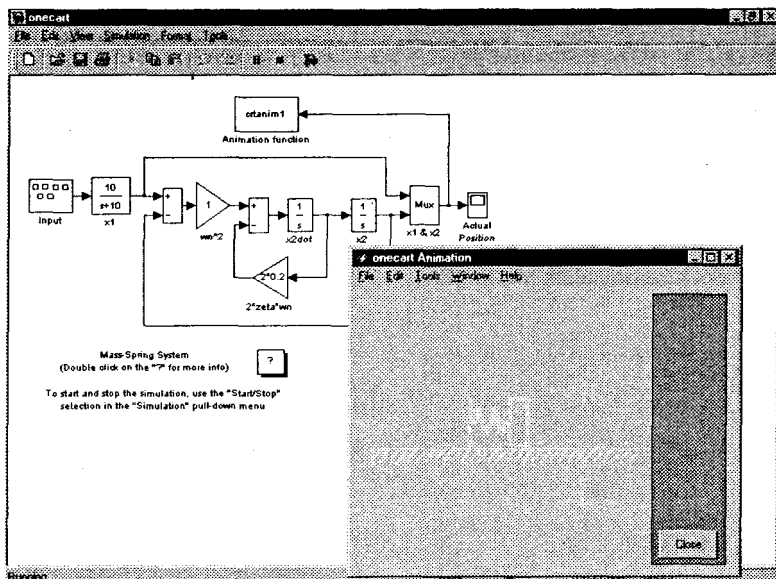 onecart
File Edit View Simulation Format Tools
crtanim1
Animation function
Input
10
s+10
x1
+
−
1
wn^2
+
−
1
s
x2dot
1
s
x2
Mux
x1 & x2
Actual
Position
2*0.2
2*zeta*wn
Mass-Spring System
(Double click on the "?" for more info)
?
To start and stop the simulation, use the "Start/Stop"
selection in the "Simulation" pull-down menu
onecart Animation
File Edit Tools Window Help
Close
Running